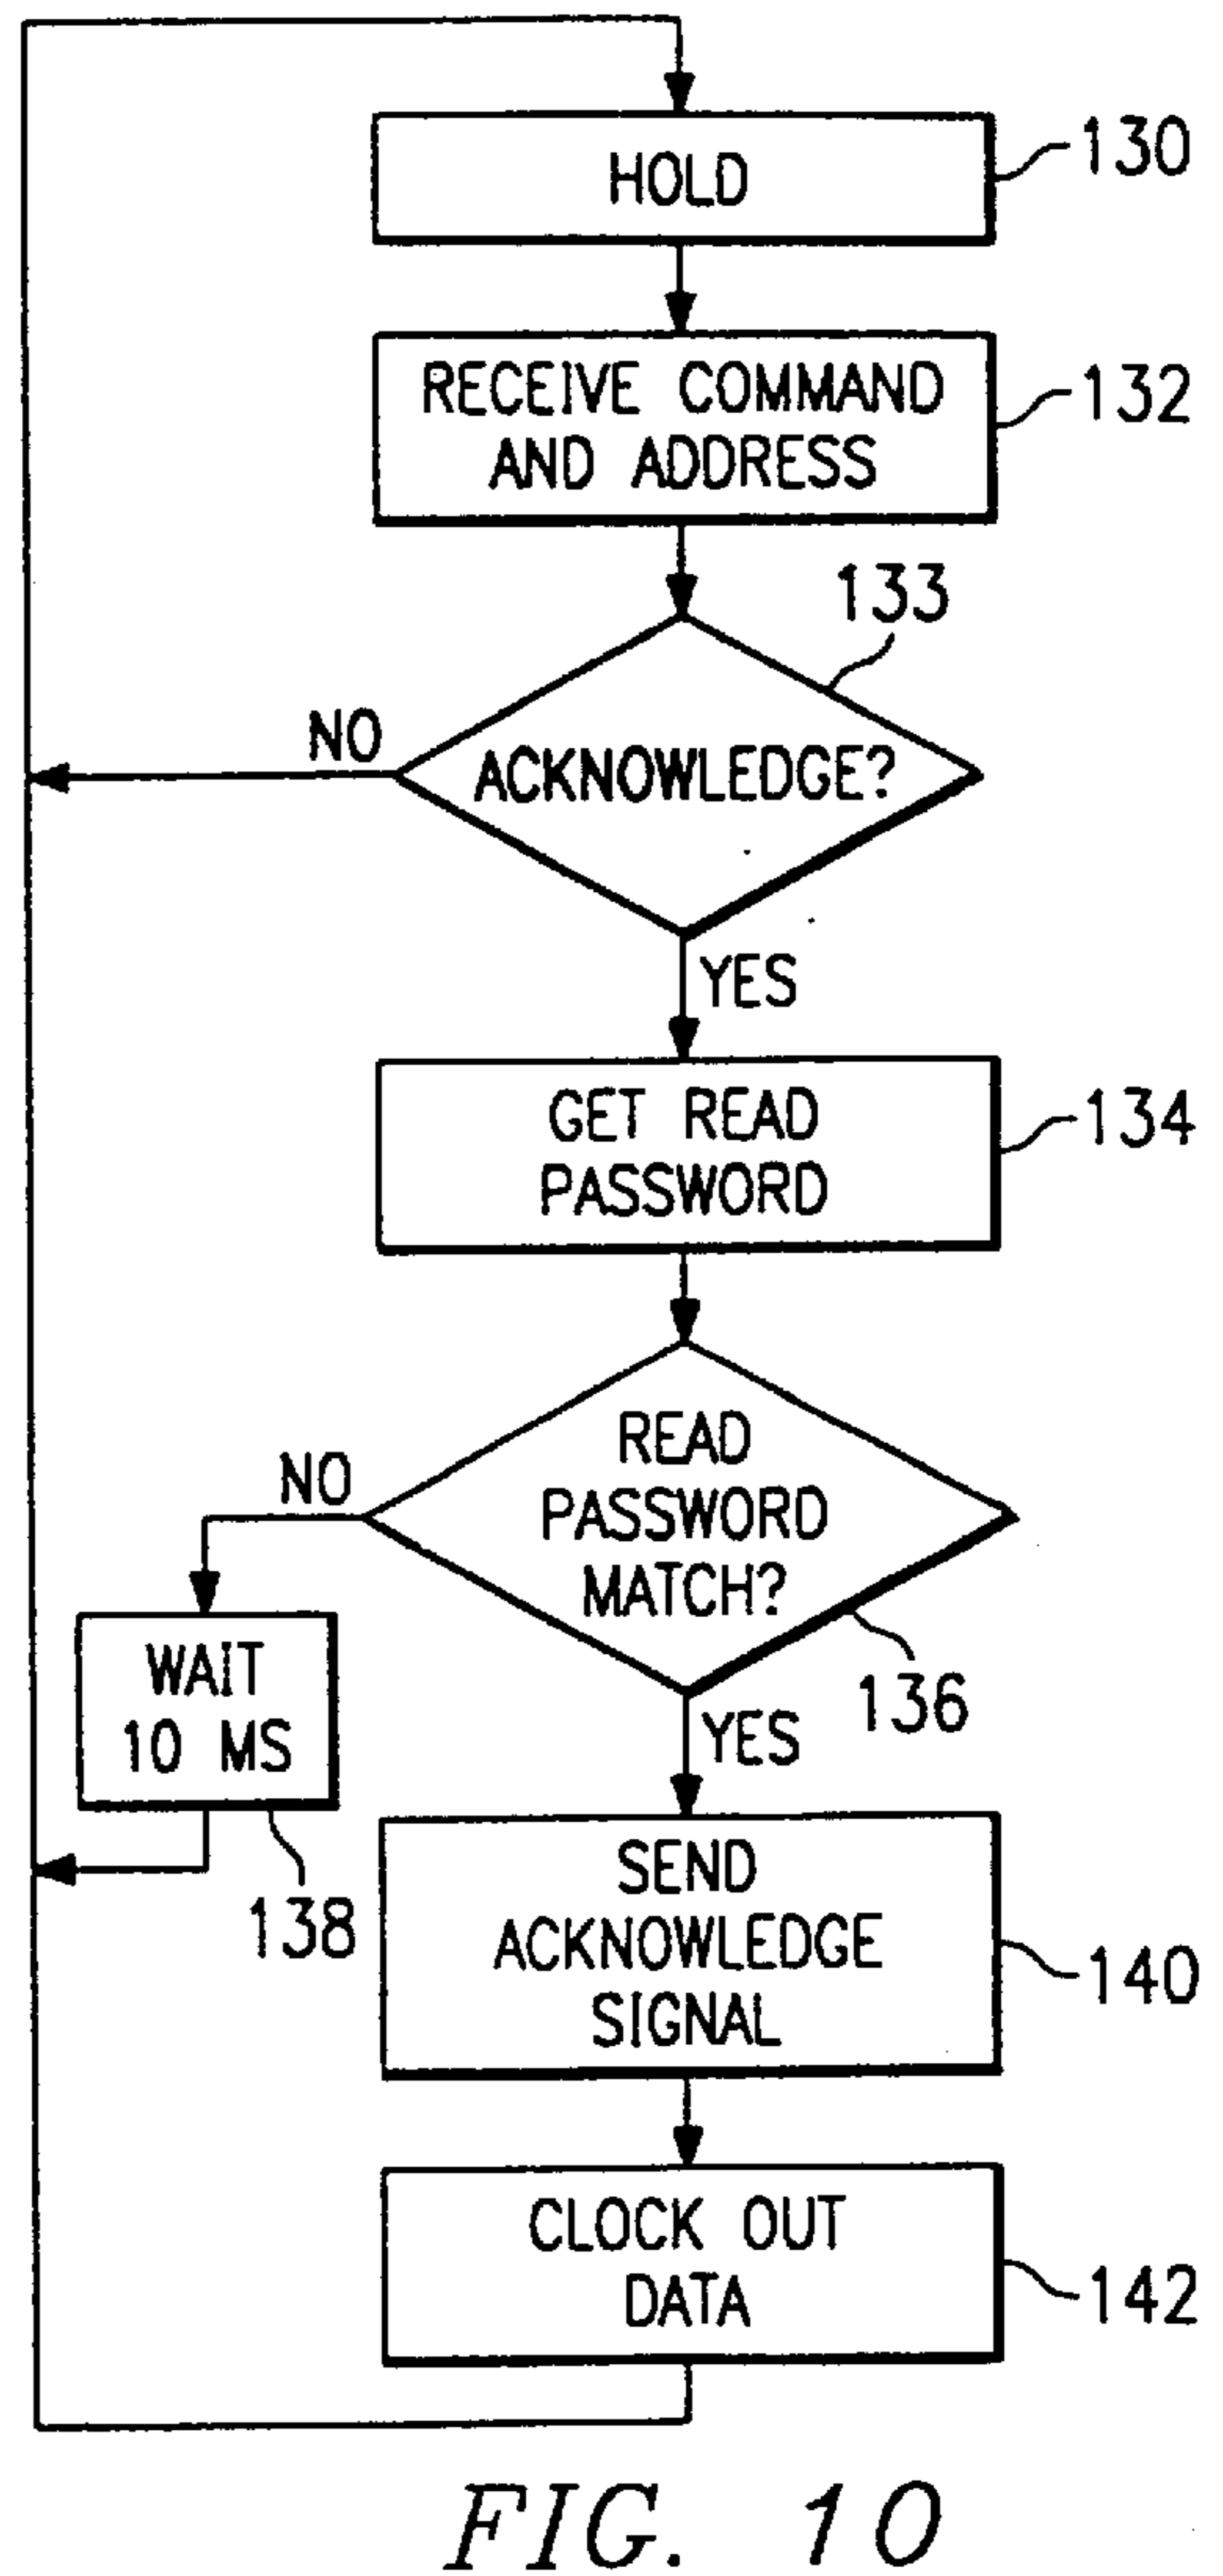 HOLD
130
RECEIVE COMMAND
AND ADDRESS
132
133
NO
ACKNOWLEDGE?
YES
GET READ
PASSWORD
134
NO
READ
PASSWORD
MATCH?
136
YES
WAIT
10 MS
138
SEND
ACKNOWLEDGE
SIGNAL
140
CLOCK OUT
DATA
142
FIG. 10